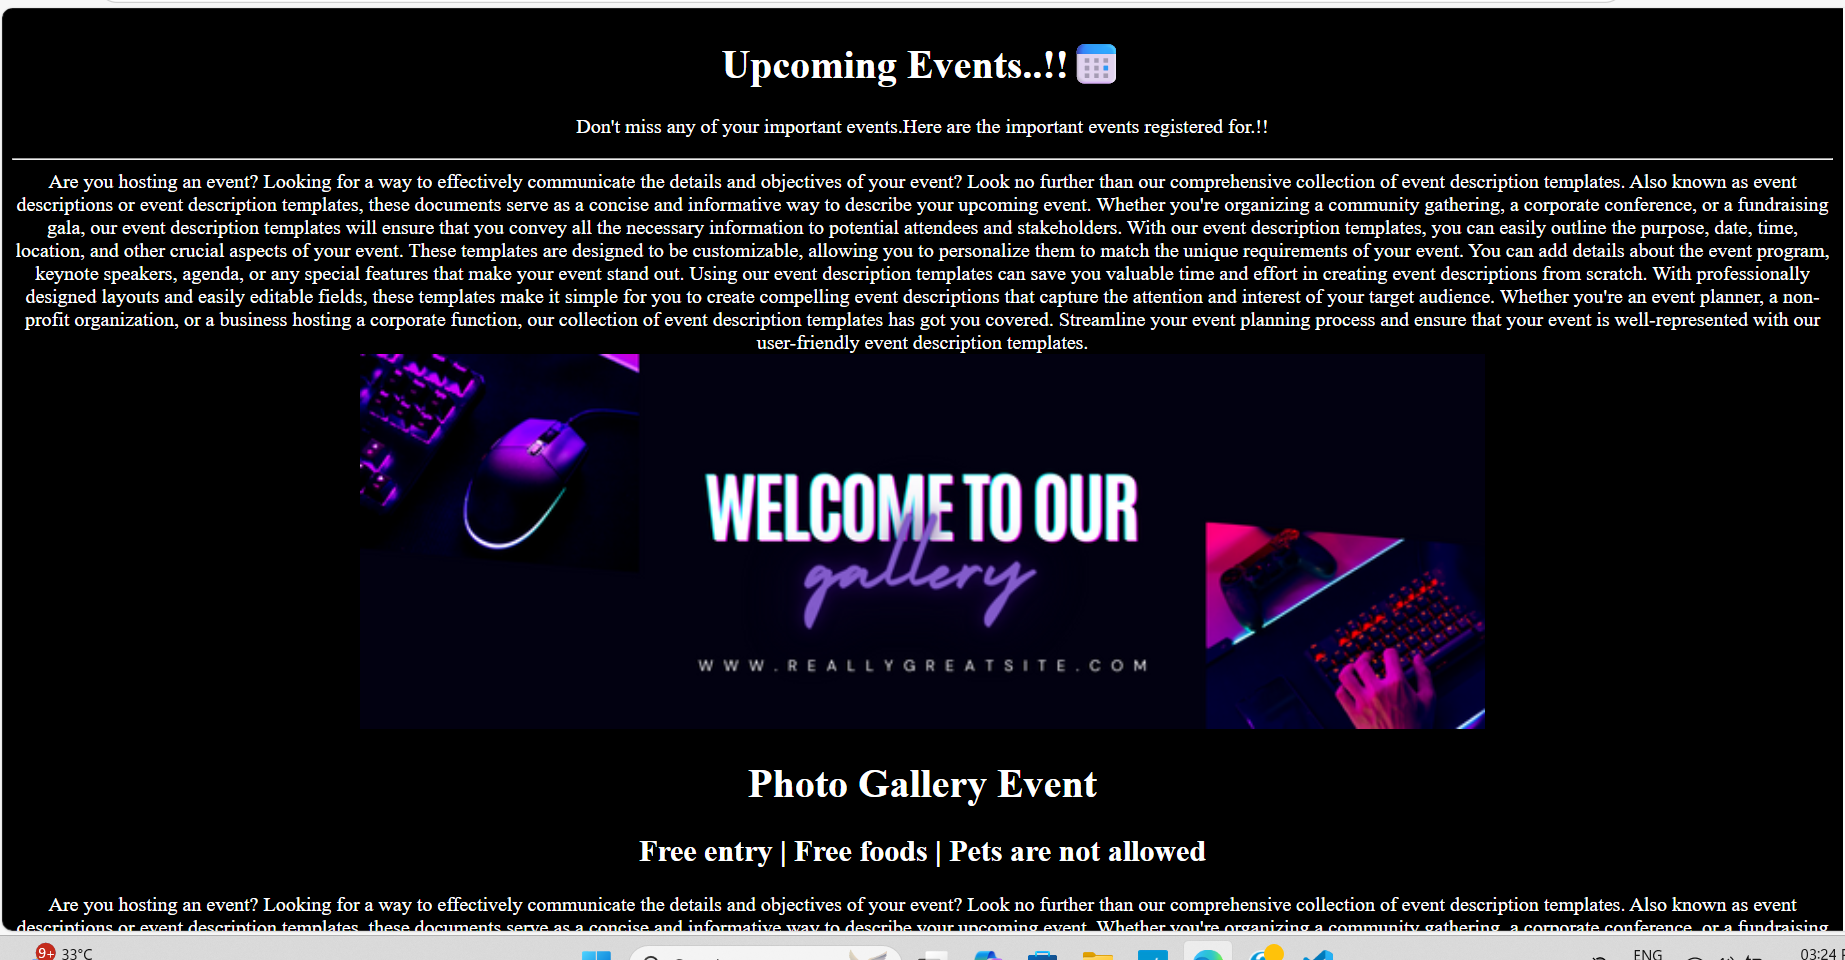 Upcoming Events..!!
Don't miss any of your important events.Here are the important events registered for.!!
Are you hosting an event? Looking for a way to effectively communicate the details and objectives of your event? Look no further than our comprehensive collection of event description templates. Also known as event
descriptions or event description templates, these documents serve as a concise and informative way to describe your upcoming event. Whether you're organizing a community gathering, a corporate conference, or a fundraising
gala, our event description templates will ensure that you convey all the necessary information to potential attendees and stakeholders. With our event description templates, you can easily outline the purpose, date, time,
location, and other crucial aspects of your event. These templates are designed to be customizable, allowing you to personalize them to match the unique requirements of your event. You can add details about the event program,
keynote speakers, agenda, or any special features that make your event stand out. Using our event description templates can save you valuable time and effort in creating event descriptions from scratch. With professionally
designed layouts and easily editable fields, these templates make it simple for you to create compelling event descriptions that capture the attention and interest of your target audience. Whether you're an event planner, a non-
profit organization, or a business hosting a corporate function, our collection of event description templates has got you covered. Streamline your event planning process and ensure that your event is well-represented with our
user-friendly event description templates.
WELCOME TO OUR
gallery
WWW.REALLYGREATSITE.COM
Photo Gallery Event
Free entry | Free foods | Pets are not allowed
Are you hosting an event? Looking for a way to effectively communicate the details and objectives of your event? Look no further than our comprehensive collection of event description templates. Also known as event
descriptions or event description templates, these documents serve as a concise and informative way to describe your upcoming event. Whether you're organizing a community gathering, a corporate conference, or a fundraising
9+ 33°C
ENG
03:24